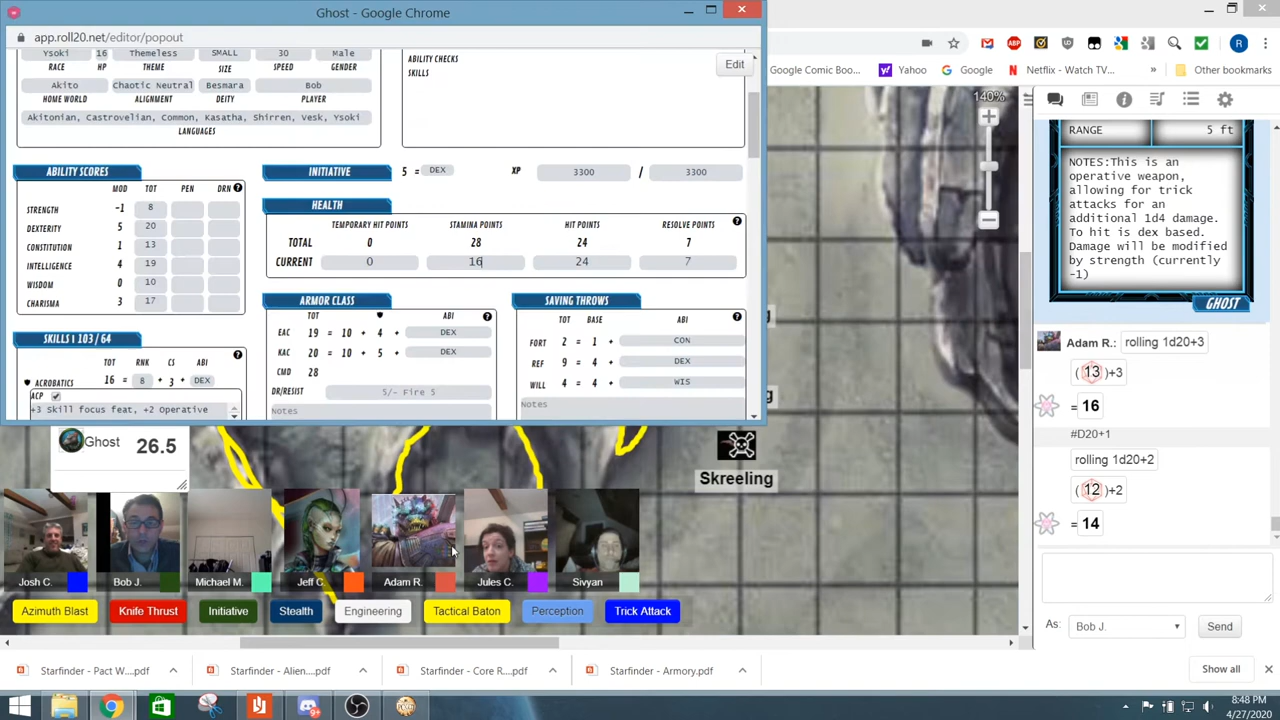 Ghost - Google Chrome
app.roll20.net/editor/popout
Ysoki 16 Themeless SMALL 30 Male
RACE HP THEME SIZE SPEED GENDER
Akito Chaotic Neutral Besmara Bob
HOME WORLD ALIGNMENT DEITY PLAYER
Akitonian, Castrovelian, Common, Kasatha, Shirren, Vesk, Ysoki
LANGUAGES
ABILITY CHECKS
SKILLS
Edit
ABILITY SCORES
MOD TOT PEN DRN ?
STRENGTH -1 8
DEXTERITY 5 20
CONSTITUTION 1 13
INTELLIGENCE 4 19
WISDOM 0 10
CHARISMA 3 17
INITIATIVE 5 = DEX XP 3300 / 3300
HEALTH
TEMPORARY HIT POINTS STAMINA POINTS HIT POINTS RESOLVE POINTS ?
TOTAL 0 28 24 7
CURRENT 0 16 24 7
ARMOR CLASS
TOT ABI ?
EAC 19 = 10 + 4 + DEX
KAC 20 = 10 + 5 + DEX
CMD 28
DR/RESIST 5/- Fire 5
Notes
SAVING THROWS
TOT BASE ABI ?
FORT 2 = 1 + CON
REF 9 = 4 + DEX
WILL 4 = 4 + WIS
Notes
SKILLS | 103 / 64
TOT RNK CS ABI ?
ACROBATICS 16 = 8 + 3 + DEX
ACP
+3 Skill focus feat, +2 Operative
Google Comic Boo... Yahoo Google Netflix - Watch TV... » Other bookmarks
R
140%
RANGE 5 ft
NOTES:This is an
operative weapon,
allowing for trick
attacks for an
additional 1d4 damage.
To hit is dex based.
Damage will be modified
by strength (currently
-1)
GHOST
Adam R.: rolling 1d20+3
(13)+3
= 16
#D20+1
rolling 1d20+2
(12)+2
= 14
As: Bob J. Send
Ghost 26.5
Skreeling
Josh C. Bob J. Michael M. Jeff C. Adam R. Jules C. Sivyan
Azimuth Blast Knife Thrust Initiative Stealth Engineering Tactical Baton Perception Trick Attack
Starfinder - Pact W....pdf Starfinder - Alien....pdf Starfinder - Core R....pdf Starfinder - Armory.pdf Show all
8:48 PM
4/27/2020